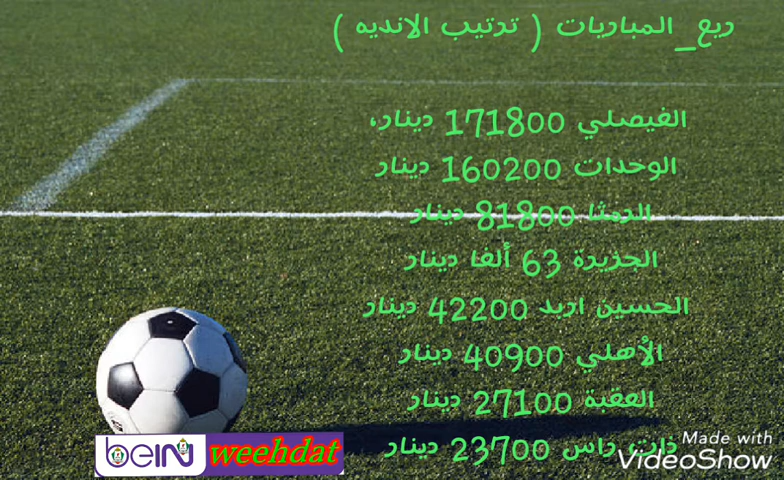 ريع_المباريات ( ترتيب الانديه )
الفيصلي 171800 دينار،
الوحدات 160200 دينار
الرمثا 81800 دينار
الجزيرة 63 ألفا دينار
الحسين اربد 42200 دينار
الأهلي 40900 دينار
العقبة 27100 دينار
ذات راس 23700 دينار
beIN weehdat
Made with
VideoShow